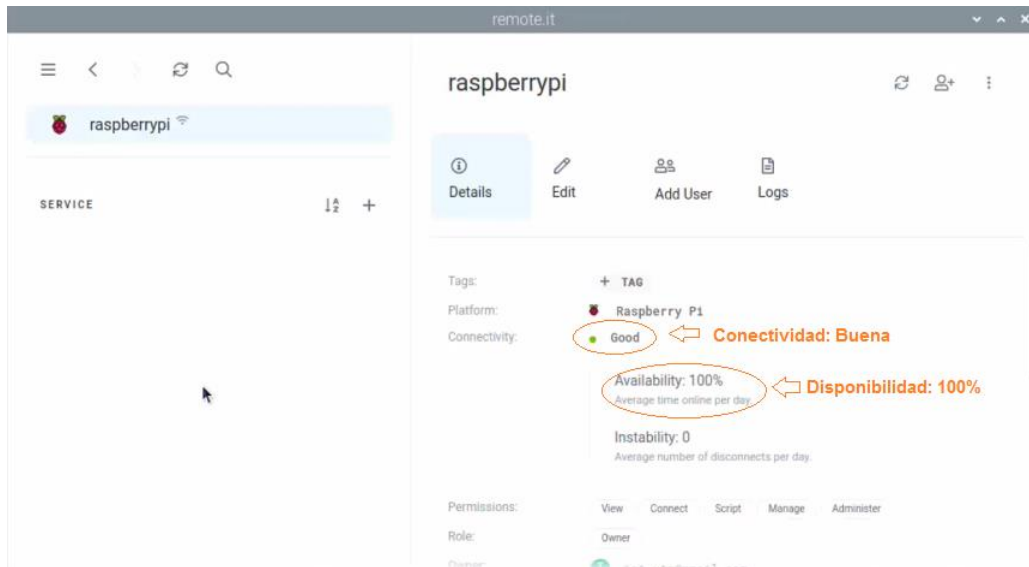 remote.it
raspberrypi
SERVICE
raspberrypi
Details
Edit
Add User
Logs
Tags:
+ TAG
Platform:
Raspberry Pi
Connectivity:
Good
Conectividad: Buena
Availability: 100%
Average time online per day.
Disponibilidad: 100%
Instability: 0
Average number of disconnects per day.
Permissions:
View
Connect
Script
Manage
Administer
Role:
Owner
Owner: